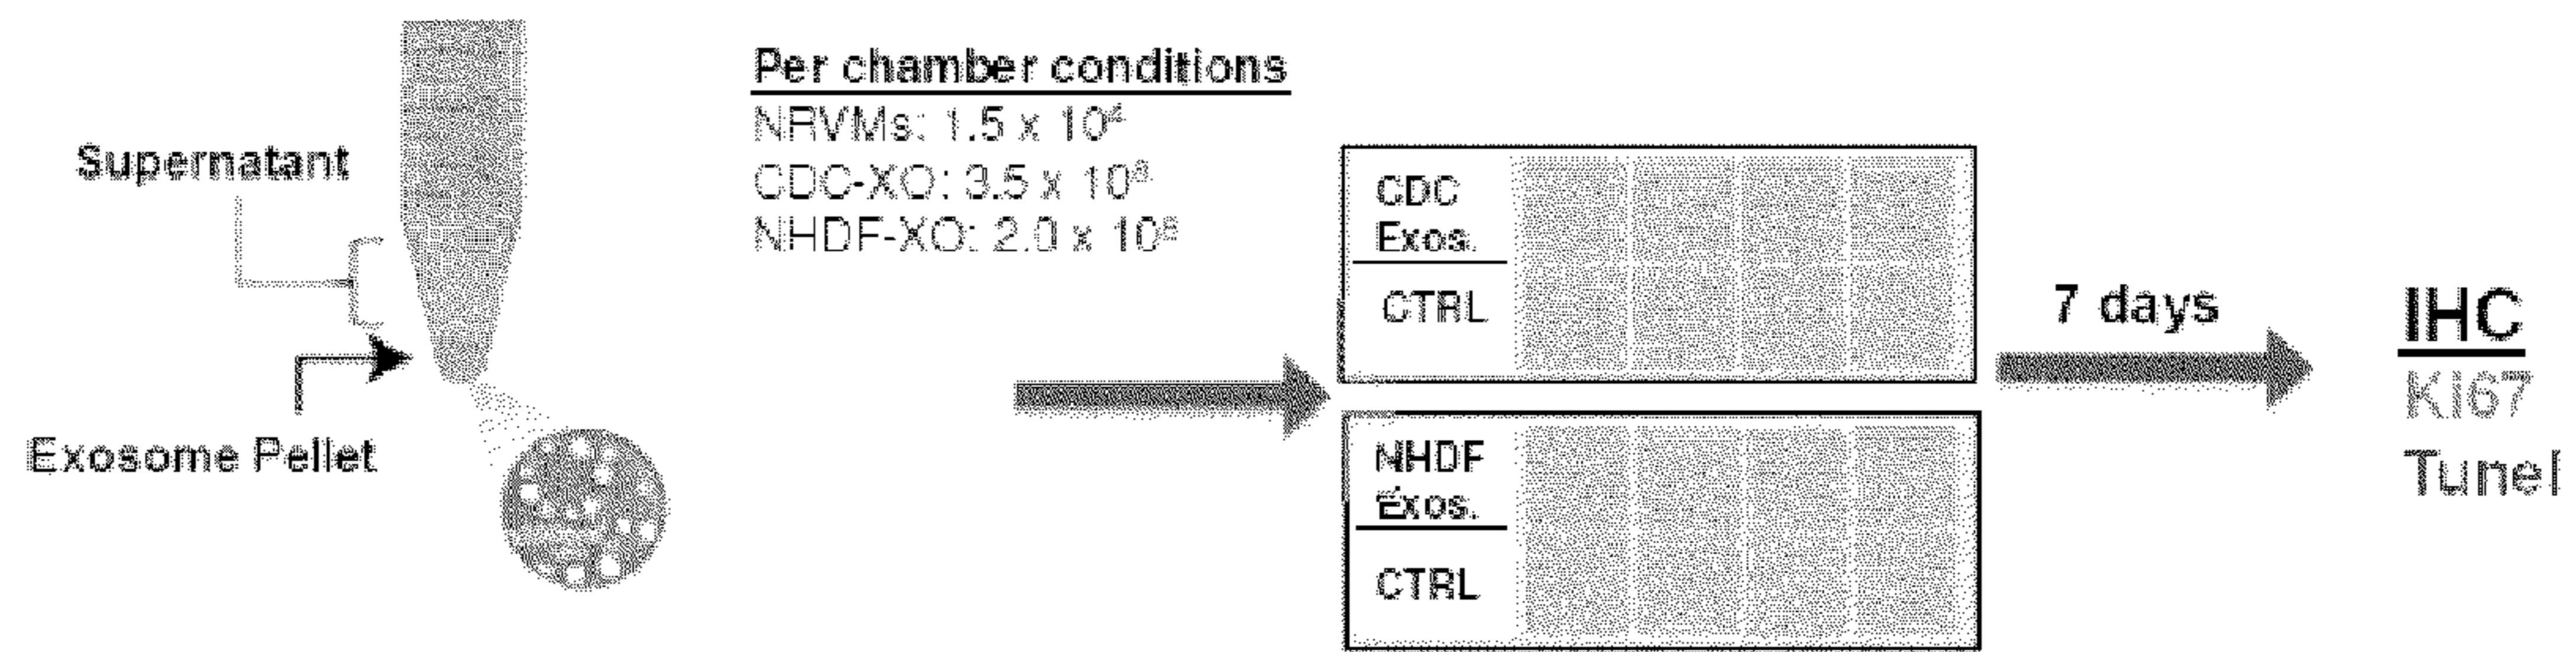 Supernatant
Exosome Pellet
Per chamber conditions
NRVMs: 1.5 x 10⁴
CDC-XO: 3.5 x 10⁸
NHDF-XO: 2.0 x 10⁸
CDC
Exos.
CTRL
NHDF
Exos.
CTRL
7 days
IHC
Ki67
Tunel